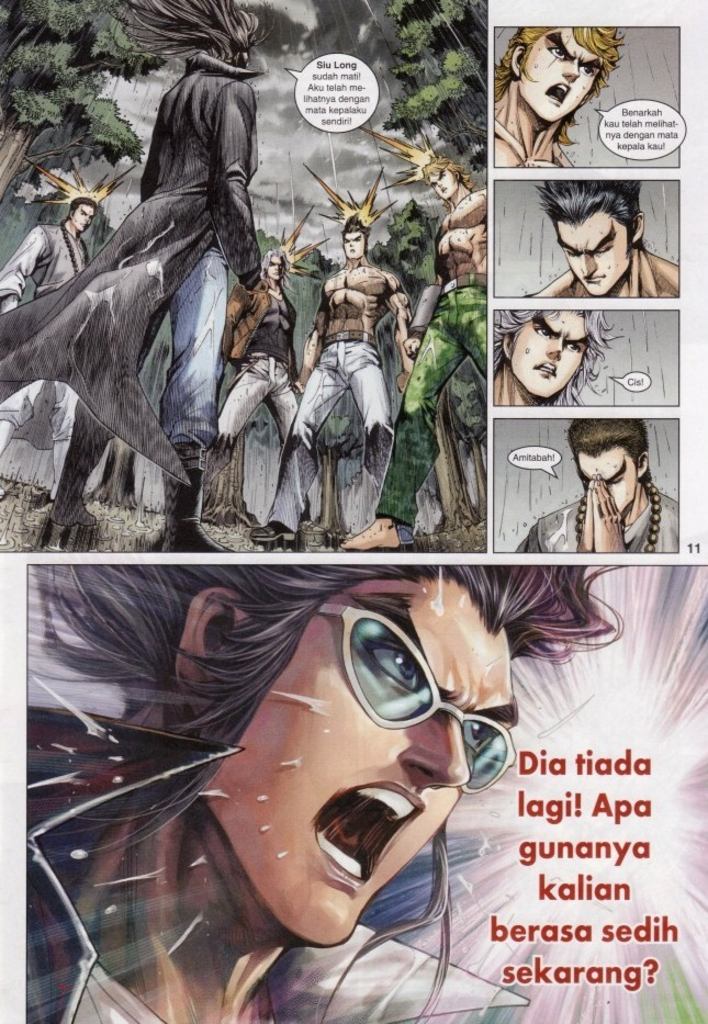 Siu Long
sudah mati!
Aku telah me-
lihatnya dengan
mata kepalaku
sendiri!
Benarkah
kau telah melihat-
nya dengan mata
kepala kau!
Cis!
Amitabah!
11
Dia tiada
lagi! Apa
gunanya
kalian
berasa sedih
sekarang?